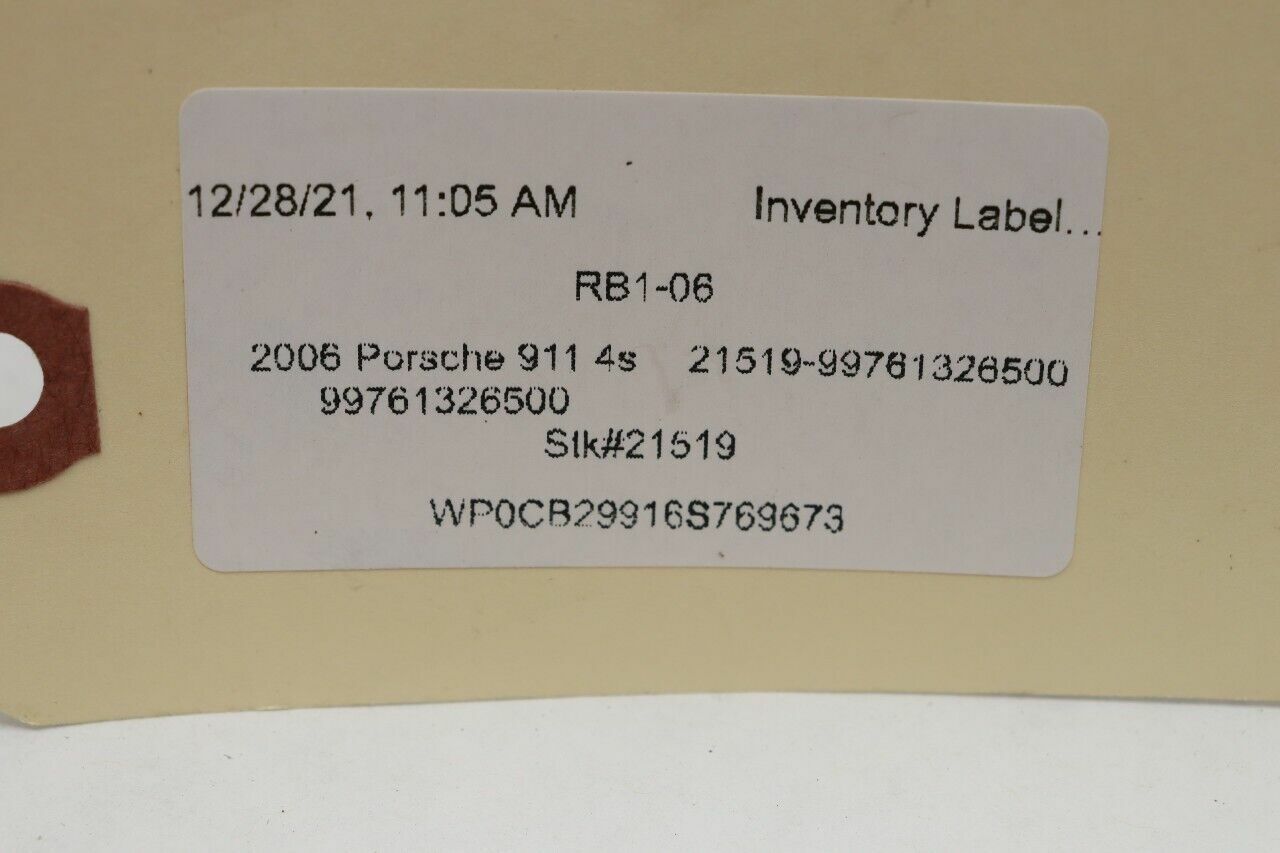 12/28/21, 11:05 AM Inventory Label...
RB1-06
2006 Porsche 911 4s 21519-99761326500
99761326500
Stk#21519
WP0CB29916S769673